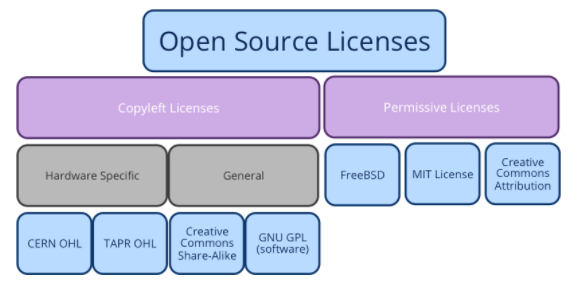 Open Source Licenses
Copyleft Licenses
Permissive Licenses
Hardware Specific
General
FreeBSD
MIT License
Creative
Commons
Attribution
CERN OHL
TAPR OHL
Creative
Commons
Share-Alike
GNU GPL
(software)